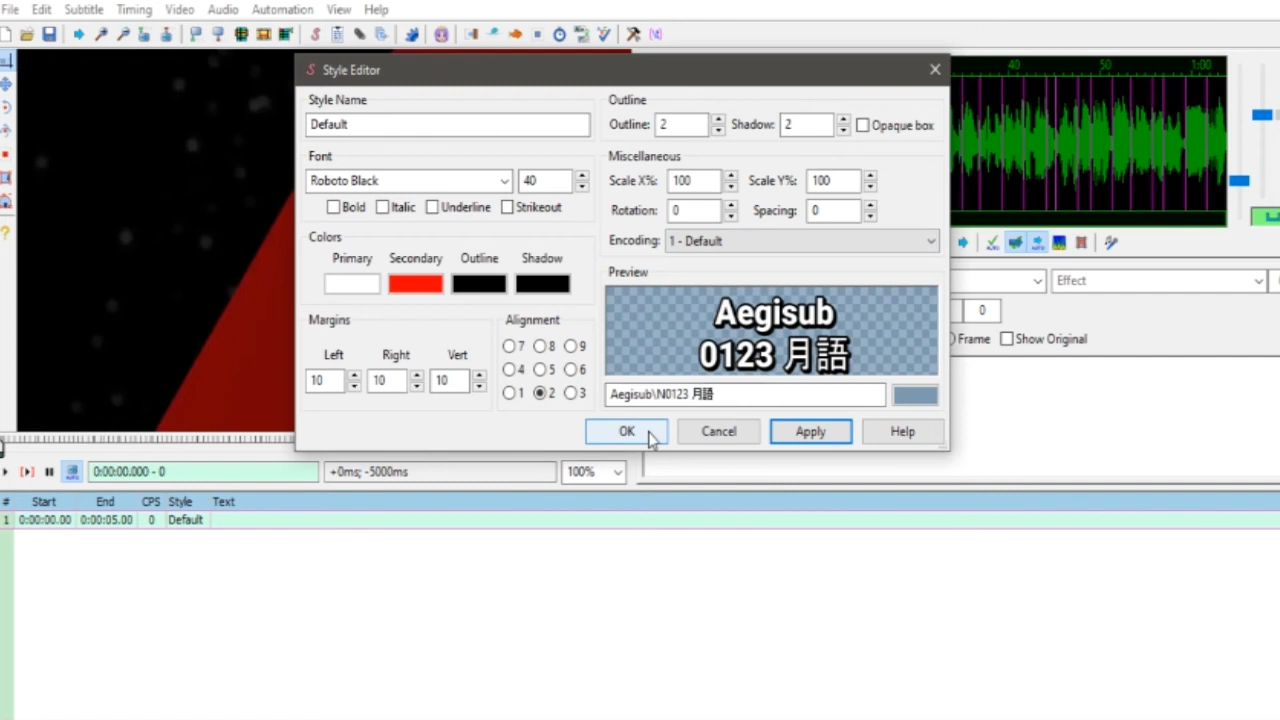 File Edit Subtitle Timing Video Audio Automation View Help
Style Editor
40 50 1:00
Style Name
Default
Font
Roboto Black 40
Bold Italic Underline Strikeout
Colors
Primary Secondary Outline Shadow
Margins
Left Right Vert
10 10 10
Alignment
7 8 9
4 5 6
1 2 3
Outline
Outline: 2 Shadow: 2 Opaque box
Miscellaneous
Scale X%: 100 Scale Y%: 100
Rotation: 0 Spacing: 0
Encoding: 1 - Default
Preview
Aegisub
0123 月語
Aegisub\N0123 月語
OK Cancel Apply Help
Effect
0
Frame Show Original
0:00:00.000 - 0 +0ms; -5000ms 100%
# Start End CPS Style Text
1 0:00:00.00 0:00:05.00 0 Default